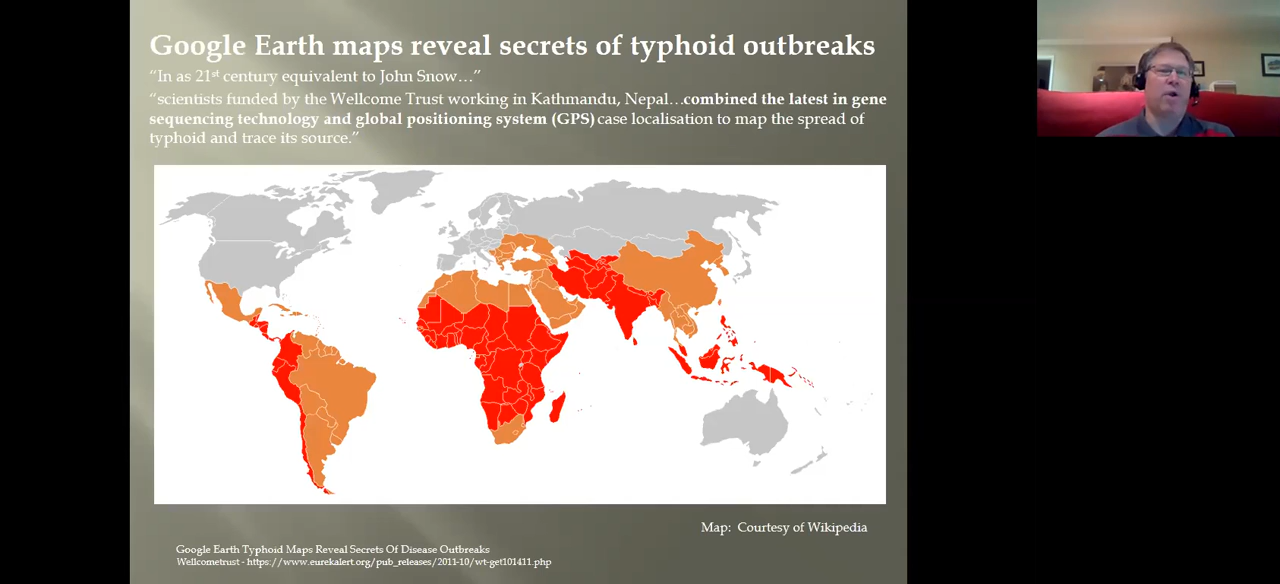 Google Earth maps reveal secrets of typhoid outbreaks
“In as 21st century equivalent to John Snow…”
“scientists funded by the Wellcome Trust working in Kathmandu, Nepal…combined the latest in gene
sequencing technology and global positioning system (GPS) case localisation to map the spread of
typhoid and trace its source.”
Map: Courtesy of Wikipedia
Google Earth Typhoid Maps Reveal Secrets Of Disease Outbreaks
Wellcometrust - https://www.eurekalert.org/pub_releases/2011-10/wt-get101411.php